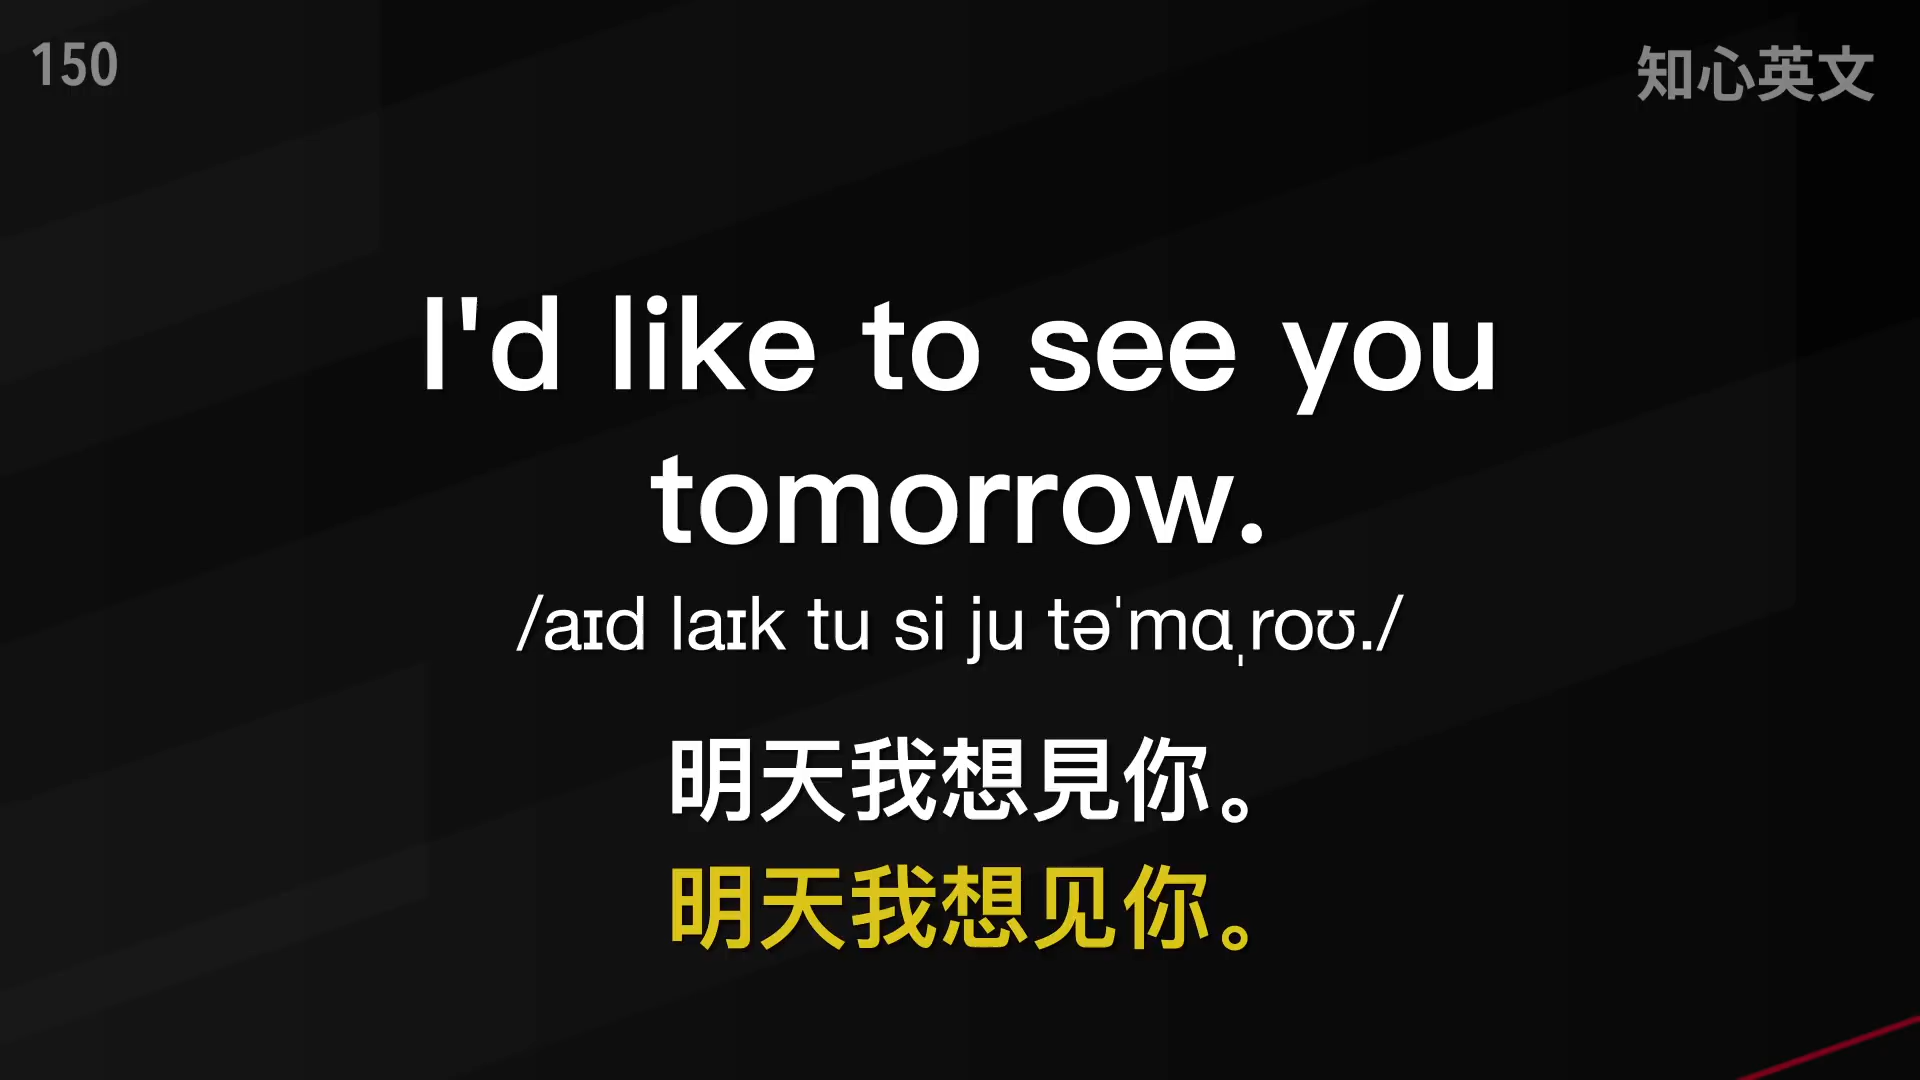 150
知心英文
I'd like to see you
tomorrow.
/aɪd laɪk tu si ju təˈmɑˌroʊ./
明天我想見你。
明天我想见你。